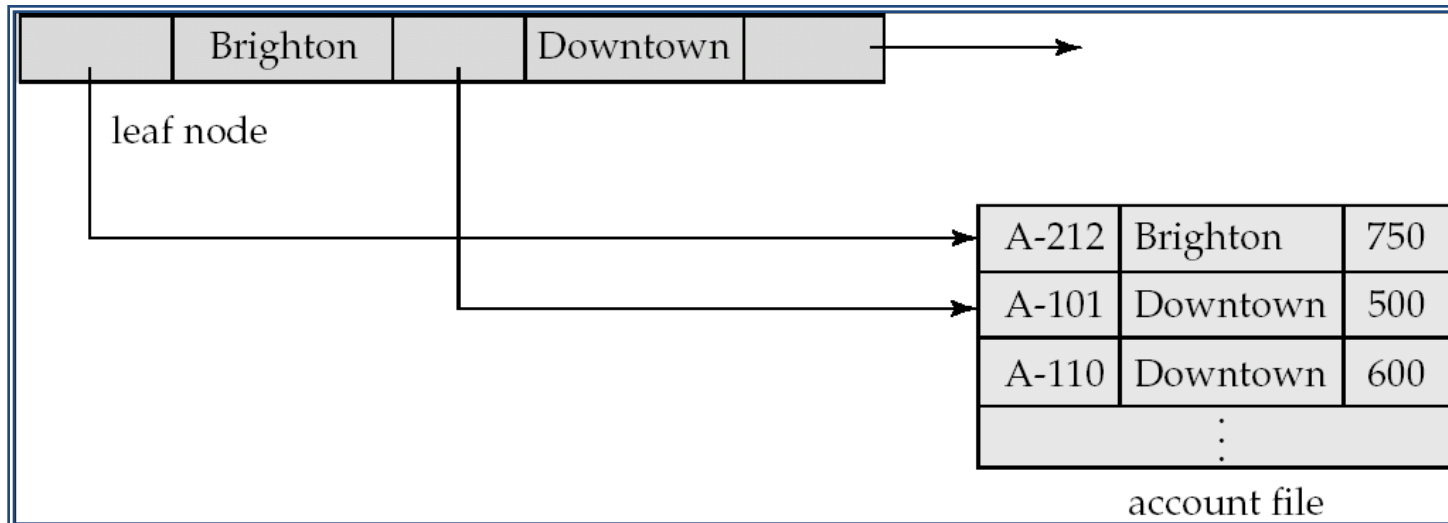 Brighton Downtown
leaf node
A-212 Brighton 750
A-101 Downtown 500
A-110 Downtown 600
⋮
account file